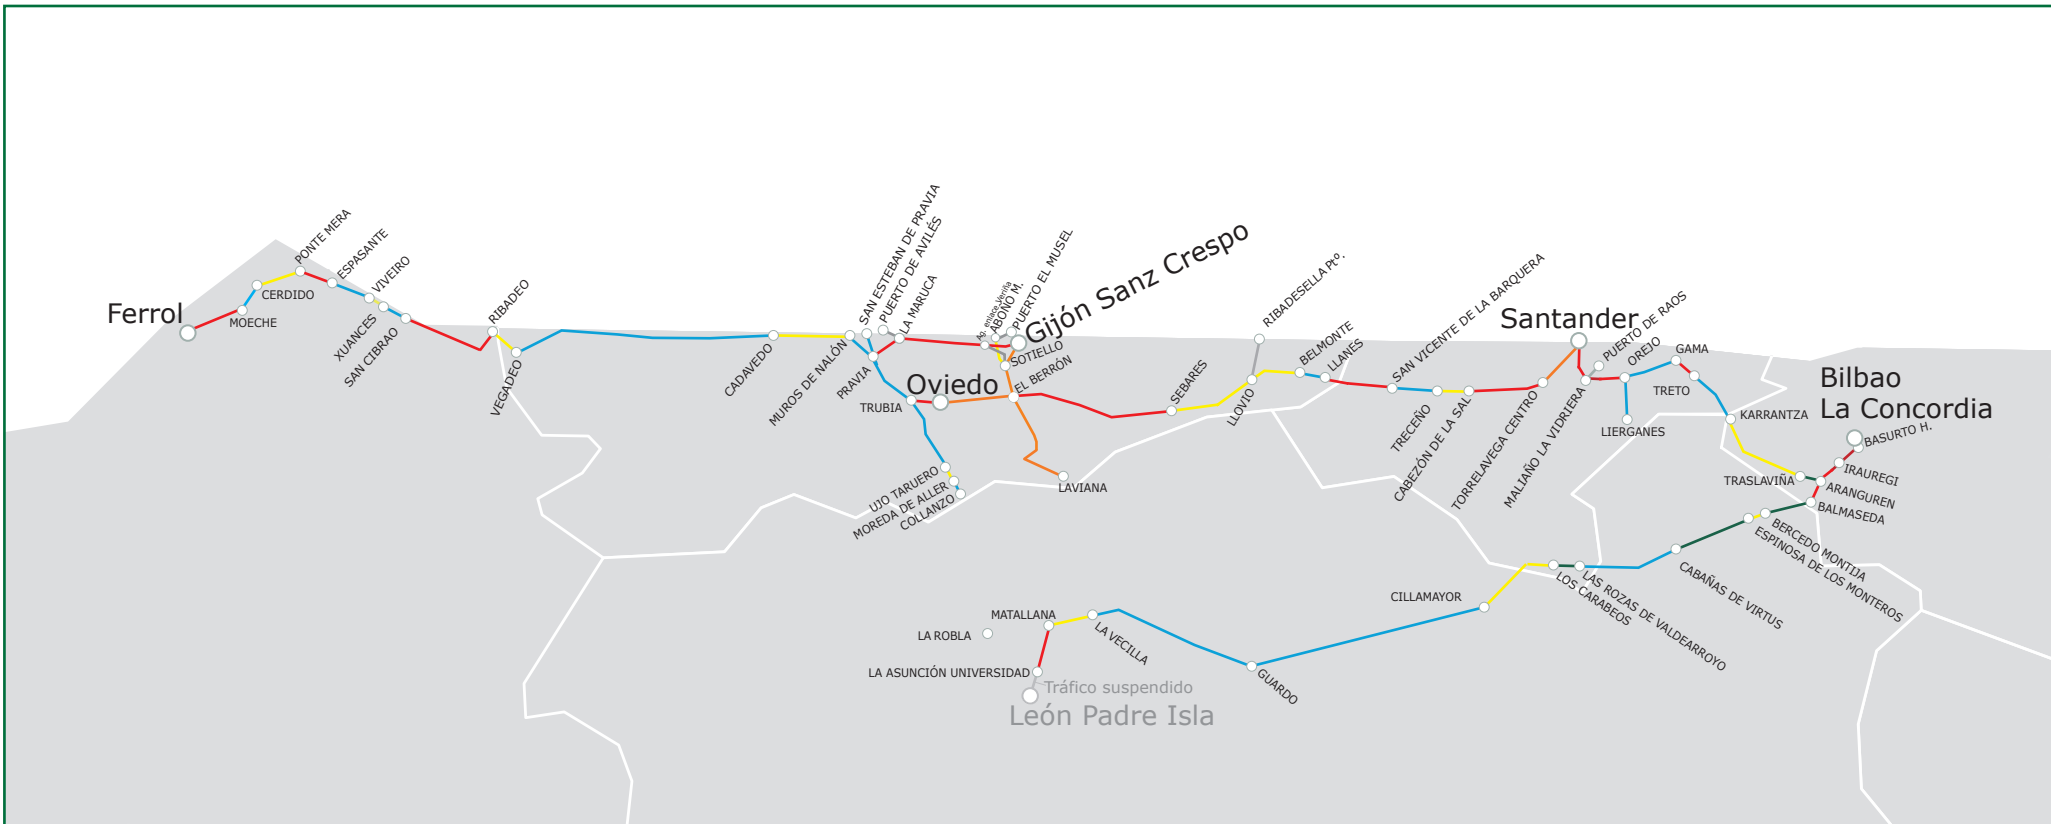 Ferrol
MOECHE
CERDIDO
PONTE MERA
ESPASANTE
VIVEIRO
XUANCES
SAN CIBRAO
RIBADEO
VEGADEO
CADAVEDO
MUROS DE NALÓN
SAN ESTEBAN DE PRAVIA
PUERTO DE AVILÉS
PRAVIA
LA MARUCA
TRUBIA
Oviedo
UJO TARUERO
MOREDA DE ALLER
COLLANZO
Ag. enlace Veriña
ABOÑO M.
PUERTO EL MUSEL
Gijón Sanz Crespo
SOTIELLO
EL BERRÓN
LAVIANA
SEBARES
LLOVIO
RIBADESELLA Ptº.
BELMONTE
LLANES
SAN VICENTE DE LA BARQUERA
TRECEÑO
CABEZÓN DE LA SAL
TORRELAVEGA CENTRO
Santander
MALIAÑO LA VIDRIERA
PUERTO DE RAOS
OREJO
LIERGANES
GAMA
TRETO
KARRANTZA
TRASLAVIÑA
Bilbao
La Concordia
BASURTO H.
IRAUREGI
ARANGUREN
BALMASEDA
BERCEDO MONTIJA
ESPINOSA DE LOS MONTEROS
CABAÑAS DE VIRTUS
LAS ROZAS DE VALDEARROYO
LOS CARABEOS
CILLAMAYOR
GUARDO
LA VECILLA
MATALLANA
LA ROBLA
LA ASUNCIÓN UNIVERSIDAD
Tráfico suspendido
León Padre Isla